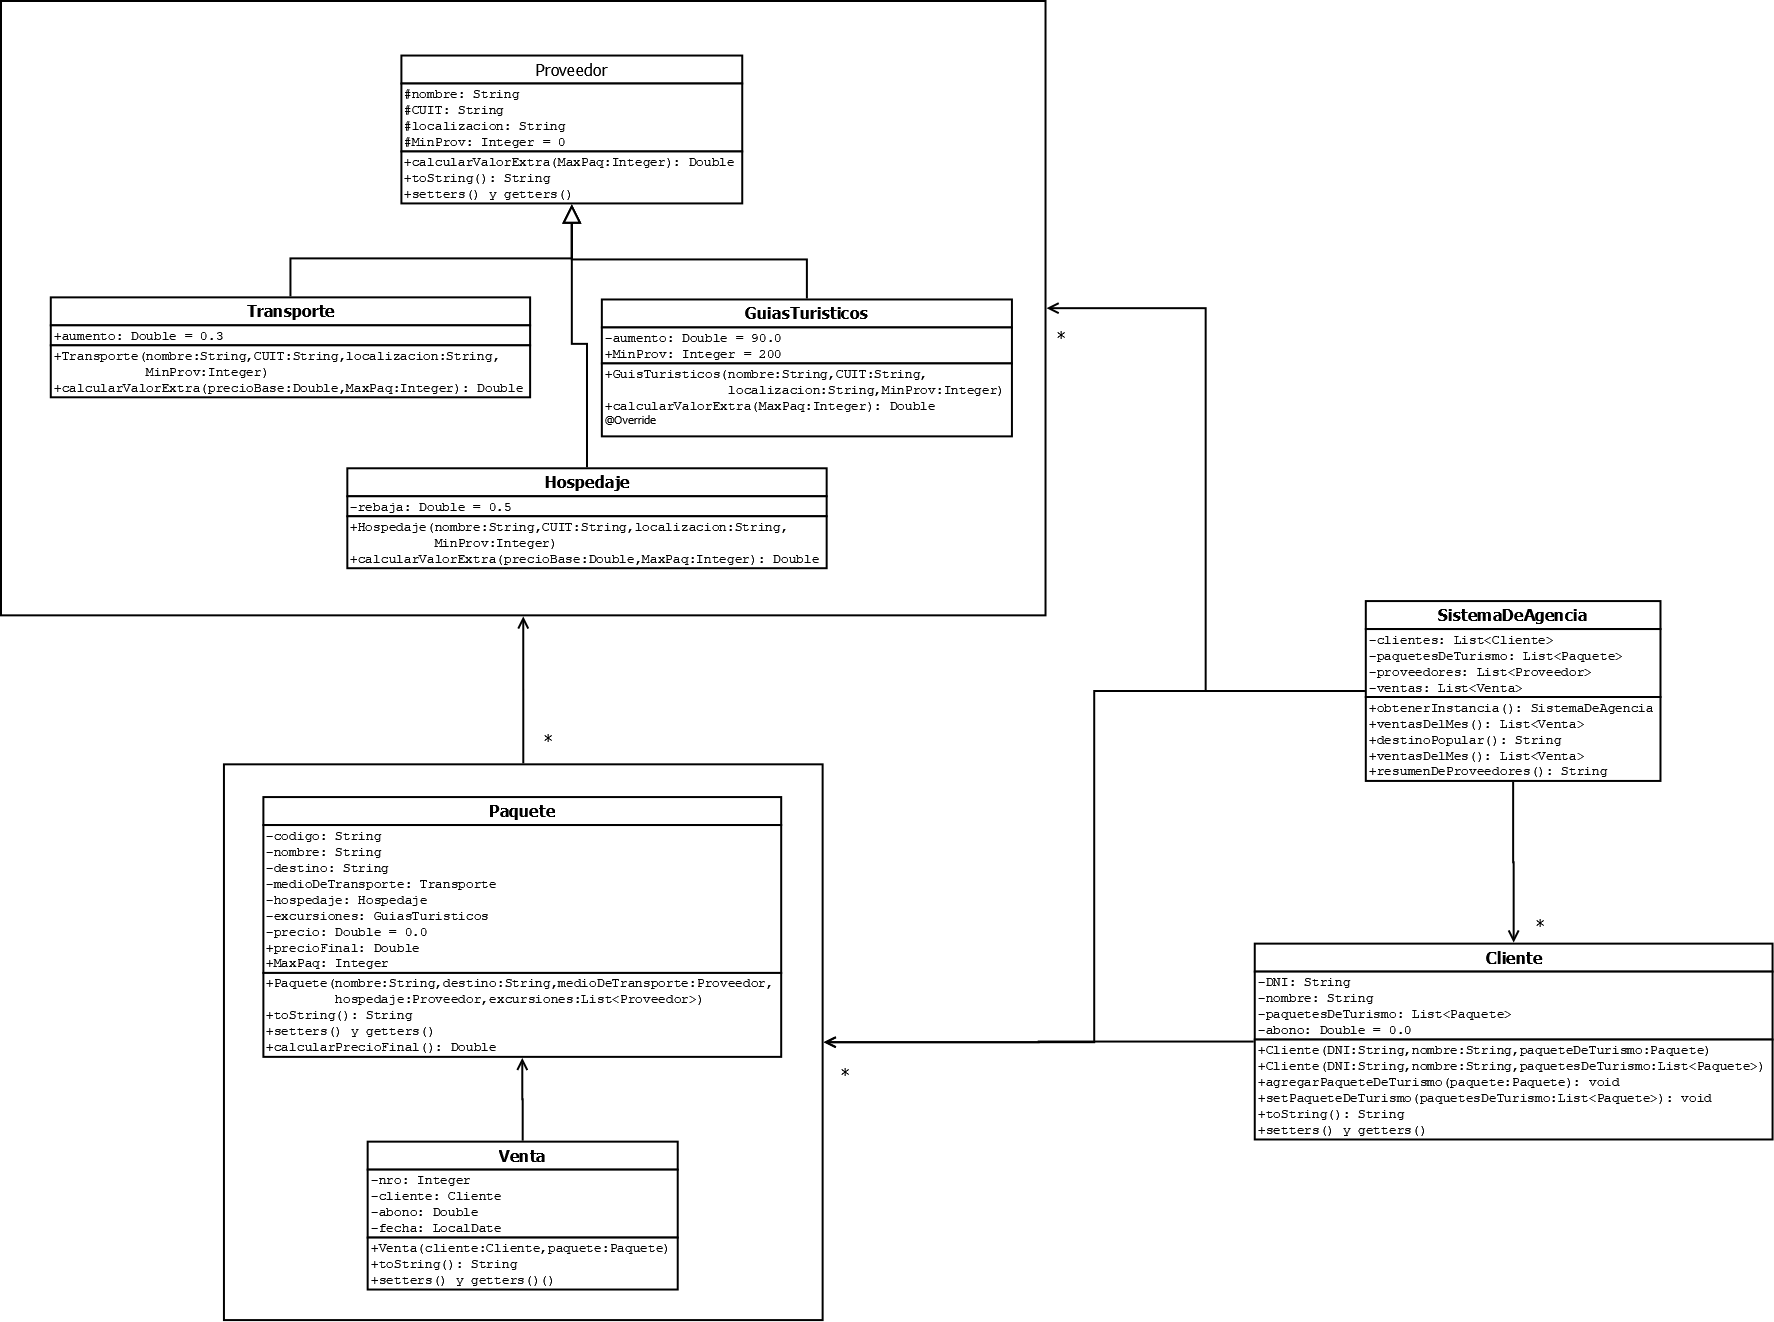 Proveedor
#nombre: String
#CUIT: String
#localizacion: String
#MinProv: Integer = 0
+calcularValorExtra(MaxPaq:Integer): Double
+toString(): String
+setters() y getters()
Transporte
+aumento: Double = 0.3
+Transporte(nombre:String,CUIT:String,localizacion:String,
MinProv:Integer)
+calcularValorExtra(precioBase:Double,MaxPaq:Integer): Double
GuiasTuristicos
-aumento: Double = 90.0
+MinProv: Integer = 200
+GuisTuristicos(nombre:String,CUIT:String,
localizacion:String,MinProv:Integer)
+calcularValorExtra(MaxPaq:Integer): Double
@Override
*
Hospedaje
-rebaja: Double = 0.5
+Hospedaje(nombre:String,CUIT:String,localizacion:String,
MinProv:Integer)
+calcularValorExtra(precioBase:Double,MaxPaq:Integer): Double
SistemaDeAgencia
-clientes: List<Cliente>
-paquetesDeTurismo: List<Paquete>
-proveedores: List<Proveedor>
-ventas: List<Venta>
+obtenerInstancia(): SistemaDeAgencia
+ventasDelMes(): List<Venta>
+destinoPopular(): String
+ventasDelMes(): List<Venta>
+resumenDeProveedores(): String
*
Paquete
-codigo: String
-nombre: String
-destino: String
-medioDeTransporte: Transporte
-hospedaje: Hospedaje
-excursiones: GuiasTuristicos
-precio: Double = 0.0
+precioFinal: Double
+MaxPaq: Integer
+Paquete(nombre:String,destino:String,medioDeTransporte:Proveedor,
hospedaje:Proveedor,excursiones:List<Proveedor>)
+toString(): String
+setters() y getters()
+calcularPrecioFinal(): Double
*
*
Cliente
-DNI: String
-nombre: String
-paquetesDeTurismo: List<Paquete>
-abono: Double = 0.0
+Cliente(DNI:String,nombre:String,paqueteDeTurismo:Paquete)
+Cliente(DNI:String,nombre:String,paquetesDeTurismo:List<Paquete>)
+agregarPaqueteDeTurismo(paquete:Paquete): void
+setPaqueteDeTurismo(paquetesDeTurismo:List<Paquete>): void
+toString(): String
+setters() y getters()
Venta
-nro: Integer
-cliente: Cliente
-abono: Double
-fecha: LocalDate
+Venta(cliente:Cliente,paquete:Paquete)
+toString(): String
+setters() y getters()()